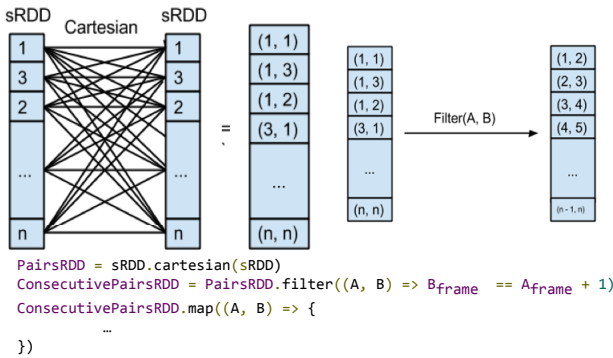 sRDD
Cartesian
sRDD
1
3
2
...
n
1
3
2
...
n
=
(1, 1)
(1, 3)
(1, 2)
(3, 1)
...
(n, n)
(1, 1)
(1, 3)
(1, 2)
(3, 1)
...
(n, n)
Filter(A, B)
(1, 2)
(2, 3)
(3, 4)
(4, 5)
...
(n - 1, n)
PairsRDD = sRDD.cartesian(sRDD)
ConsecutivePairsRDD = PairsRDD.filter((A, B) => Bframe == Aframe + 1)
ConsecutivePairsRDD.map((A, B) => {
…
})